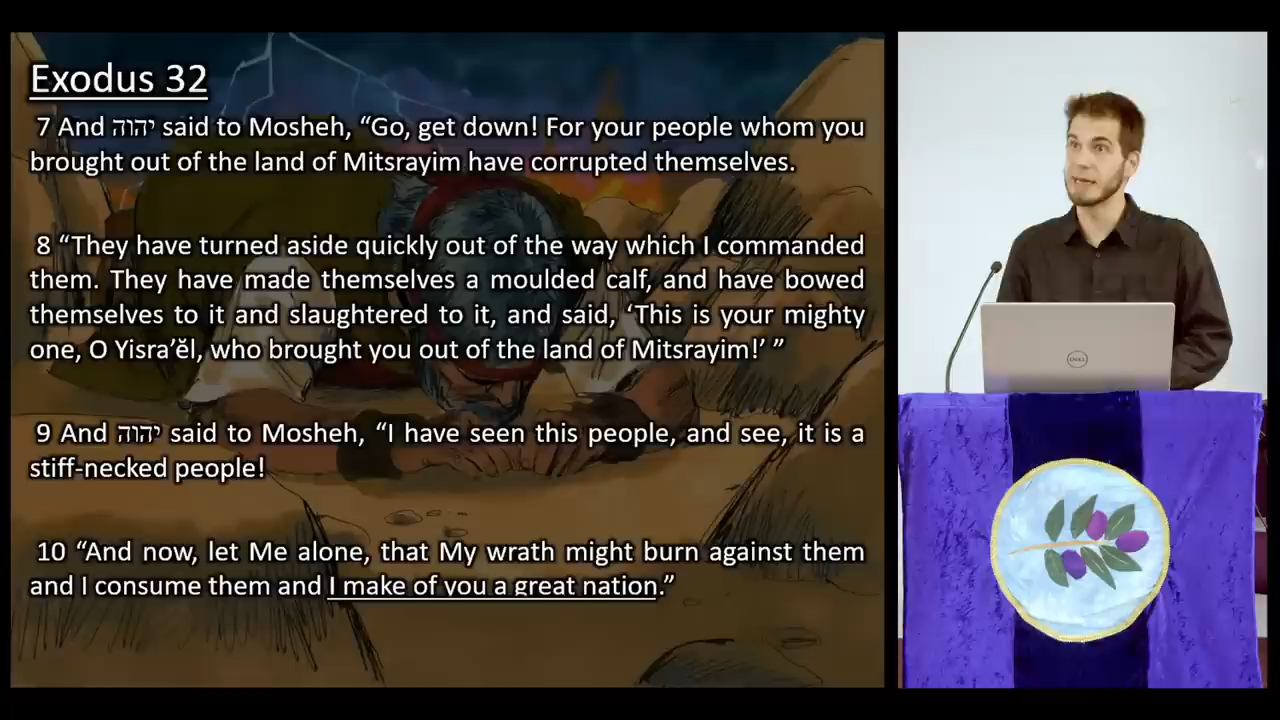 Exodus 32
7 And יהוה said to Mosheh, “Go, get down! For your people whom you
brought out of the land of Mitsrayim have corrupted themselves.
8 “They have turned aside quickly out of the way which I commanded
them. They have made themselves a moulded calf, and have bowed
themselves to it and slaughtered to it, and said, ‘This is your mighty
one, O Yisra’ĕl, who brought you out of the land of Mitsrayim!’ ”
9 And יהוה said to Mosheh, “I have seen this people, and see, it is a
stiff-necked people!
10 “And now, let Me alone, that My wrath might burn against them
and I consume them and I make of you a great nation.”
DELL